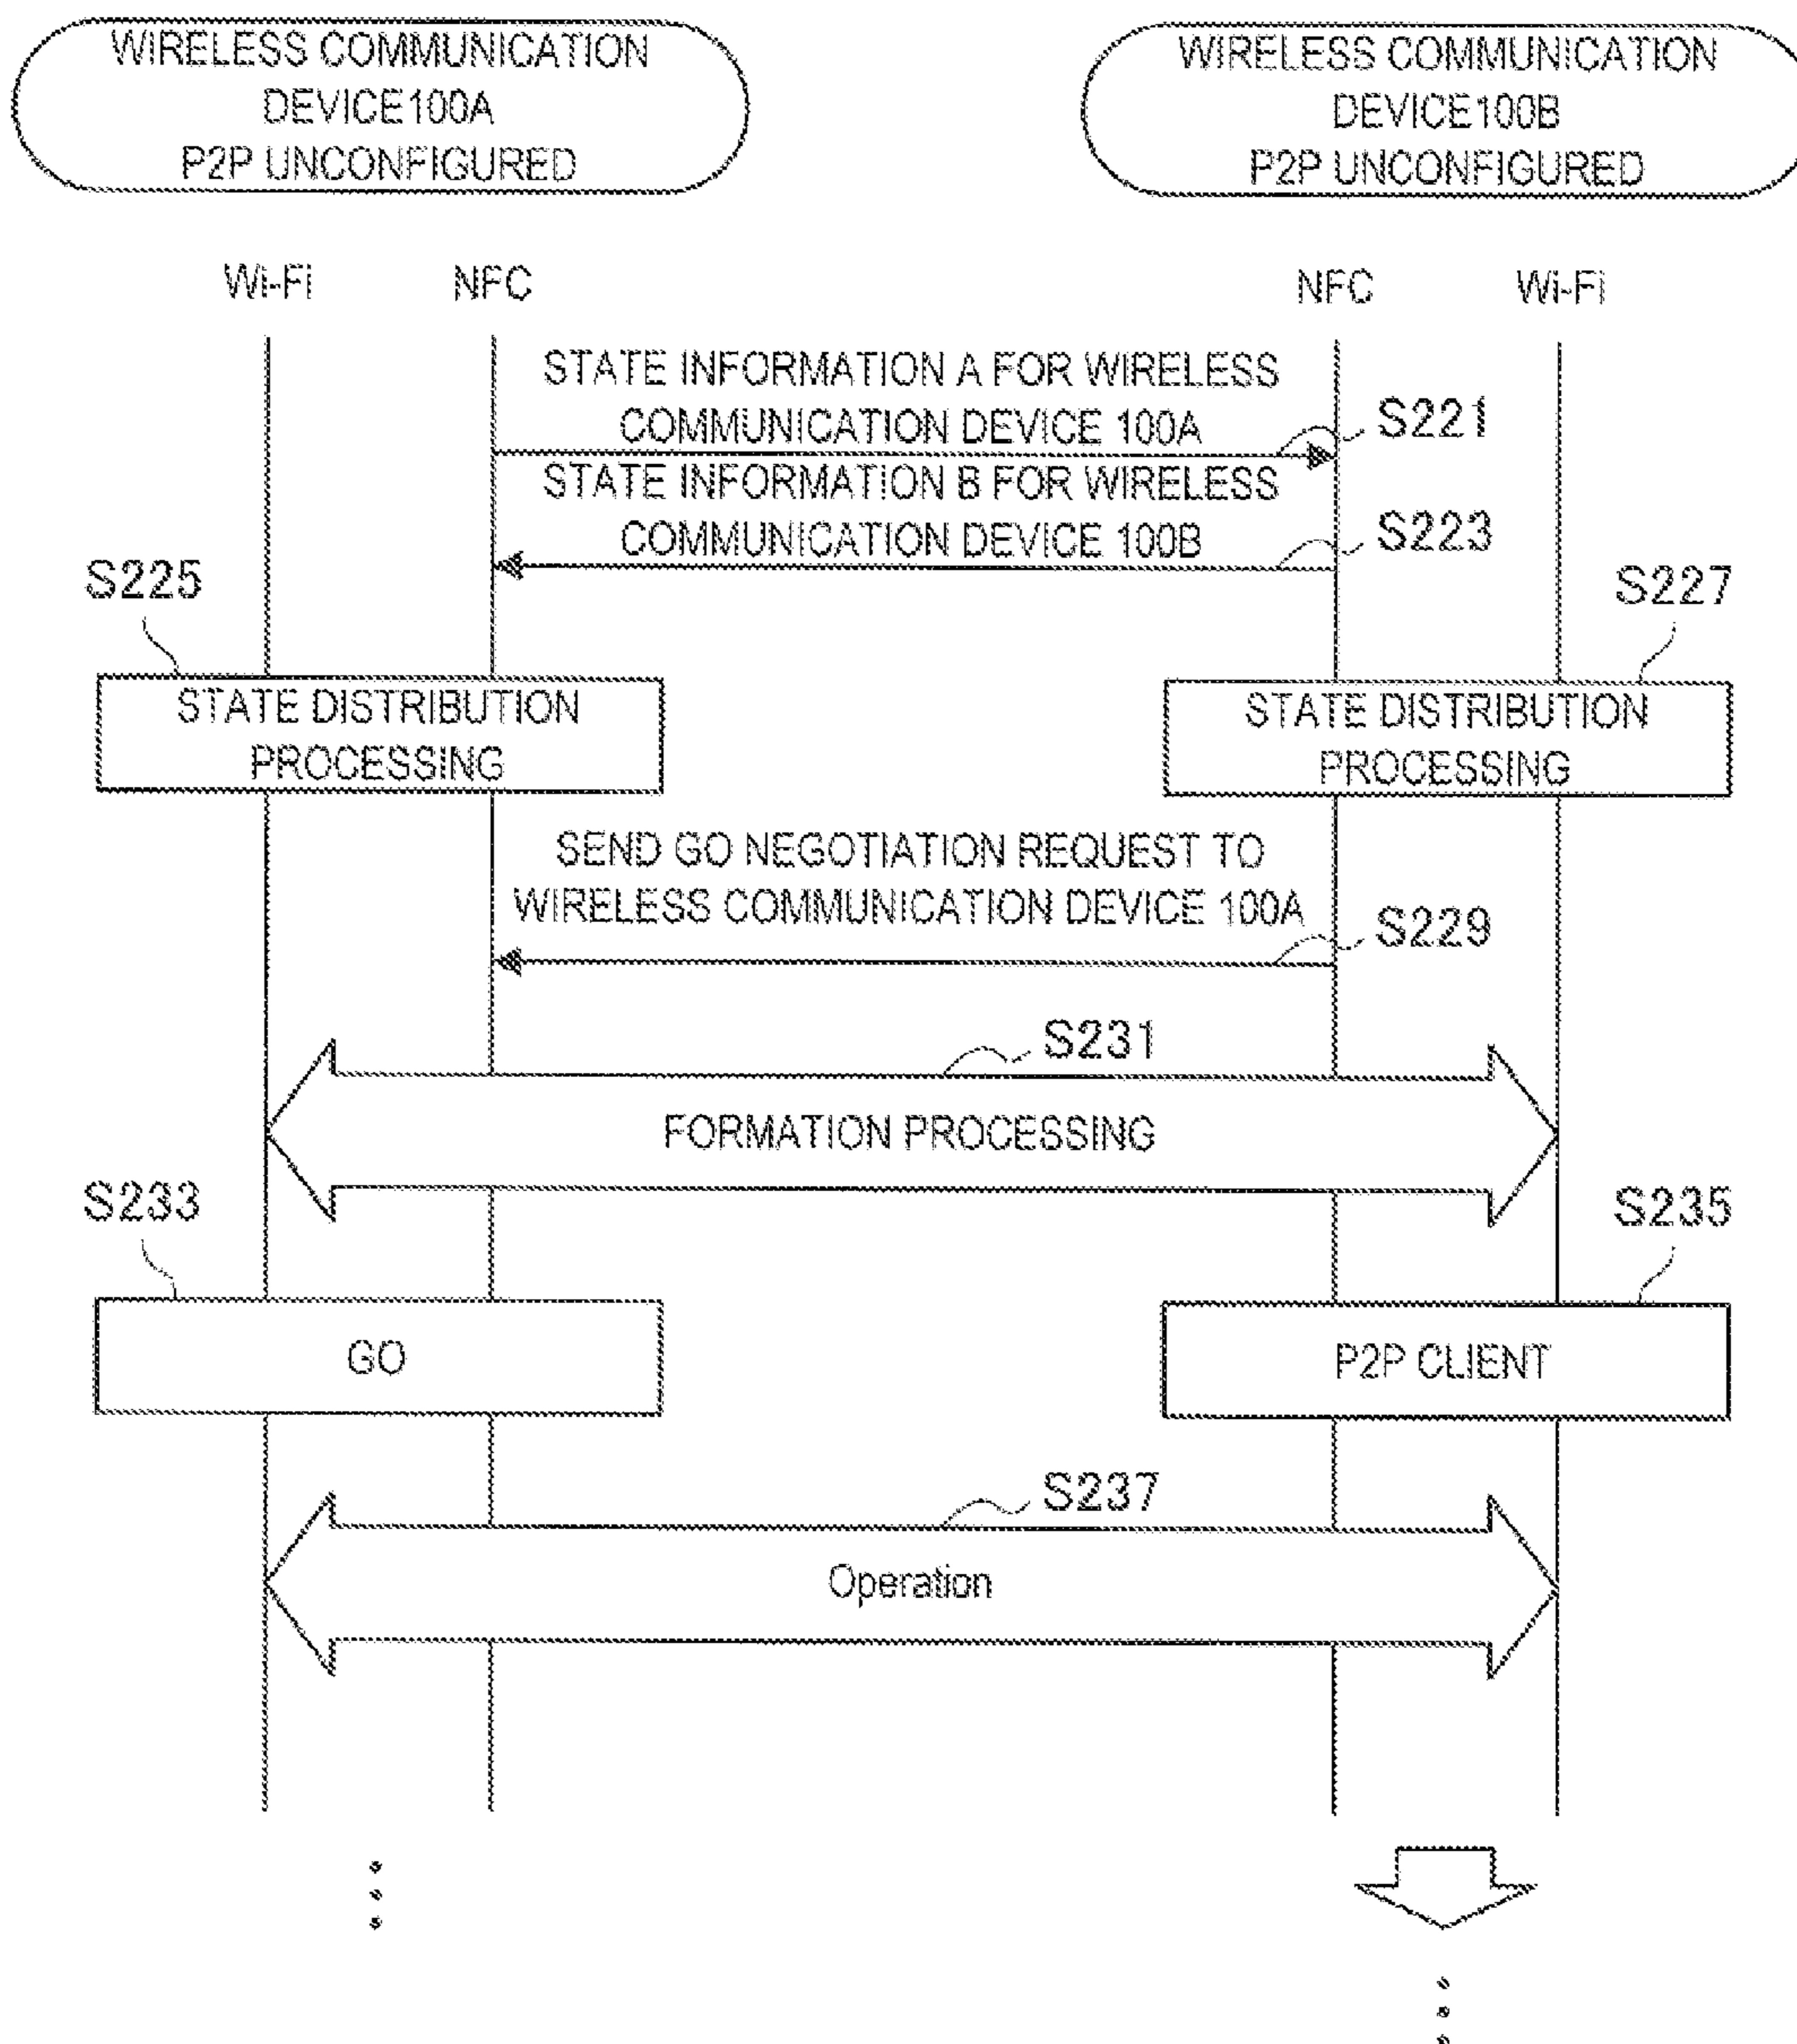 WIRELESS COMMUNICATION
DEVICE100A
P2P UNCONFIGURED
WIRELESS COMMUNICATION
DEVICE100B
P2P UNCONFIGURED
Wi-Fi
NFC
NFC
Wi-Fi
STATE INFORMATION A FOR WIRELESS
COMMUNICATION DEVICE 100A
S221
STATE INFORMATION B FOR WIRELESS
COMMUNICATION DEVICE 100B
S223
S225
S227
STATE DISTRIBUTION
PROCESSING
STATE DISTRIBUTION
PROCESSING
SEND GO NEGOTIATION REQUEST TO
WIRELESS COMMUNICATION DEVICE 100A
S229
S231
FORMATION PROCESSING
S233
S235
GO
P2P CLIENT
S237
Operation